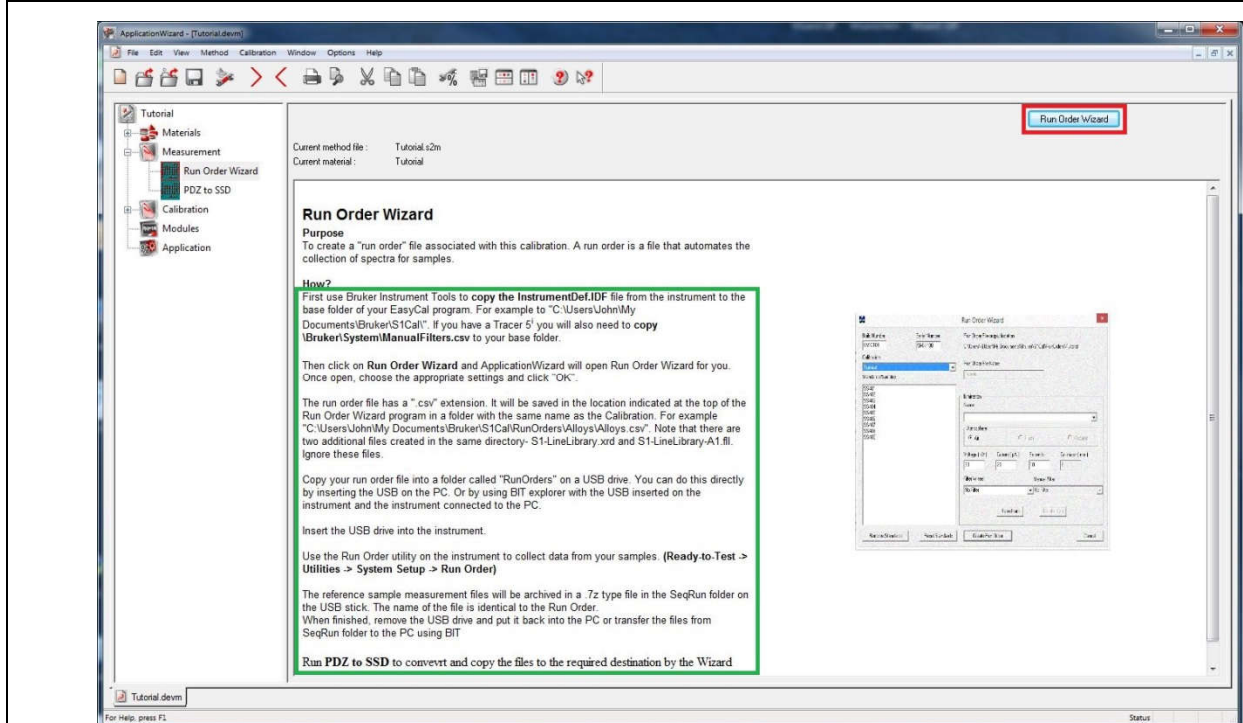 ApplicationWizard - [Tutorial.devm]
File Edit View Method Calibration Window Options Help
Tutorial
Materials
Measurement
Run Order Wizard
PDZ to SSD
Calibration
Modules
Application
Run Order Wizard
Current method file : Tutorial.s2m
Current material : Tutorial
Run Order Wizard
Purpose
To create a "run order" file associated with this calibration. A run order is a file that automates the
collection of spectra for samples.
How?
First use Bruker Instrument Tools to copy the InstrumentDef.IDF file from the instrument to the
base folder of your EasyCal program. For example to "C:\Users\John\My
Documents\Bruker\S1Cal\". If you have a Tracer 5i you will also need to copy
\Bruker\System\ManualFilters.csv to your base folder.
Then click on Run Order Wizard and ApplicationWizard will open Run Order Wizard for you.
Once open, choose the appropriate settings and click "OK".
The run order file has a ".csv" extension. It will be saved in the location indicated at the top of the
Run Order Wizard program in a folder with the same name as the Calibration. For example
"C:\Users\John\My Documents\Bruker\S1Cal\RunOrders\Alloys\Alloys.csv". Note that there are
two additional files created in the same directory- S1-LineLibrary.xrd and S1-LineLibrary-A1.fl.
Ignore these files.
Copy your run order file into a folder called "RunOrders" on a USB drive. You can do this directly
by inserting the USB on the PC. Or by using BIT explorer with the USB inserted on the
instrument and the instrument connected to the PC.
Insert the USB drive into the instrument.
Use the Run Order utility on the instrument to collect data from your samples. (Ready-to-Test ->
Utilities -> System Setup -> Run Order)
The reference sample measurement files will be archived in a .7z type file in the SeqRun folder on
the USB stick. The name of the file is identical to the Run Order.
When finished, remove the USB drive and put it back into the PC or transfer the files from
SeqRun folder to the PC using BIT
Run PDZ to SSD to convevrt and copy the files to the required destination by the Wizard
Run Order Wizard
Serial Number
Calibration
Name
Cancel
Tutorial.devm
For Help, press F1
Status